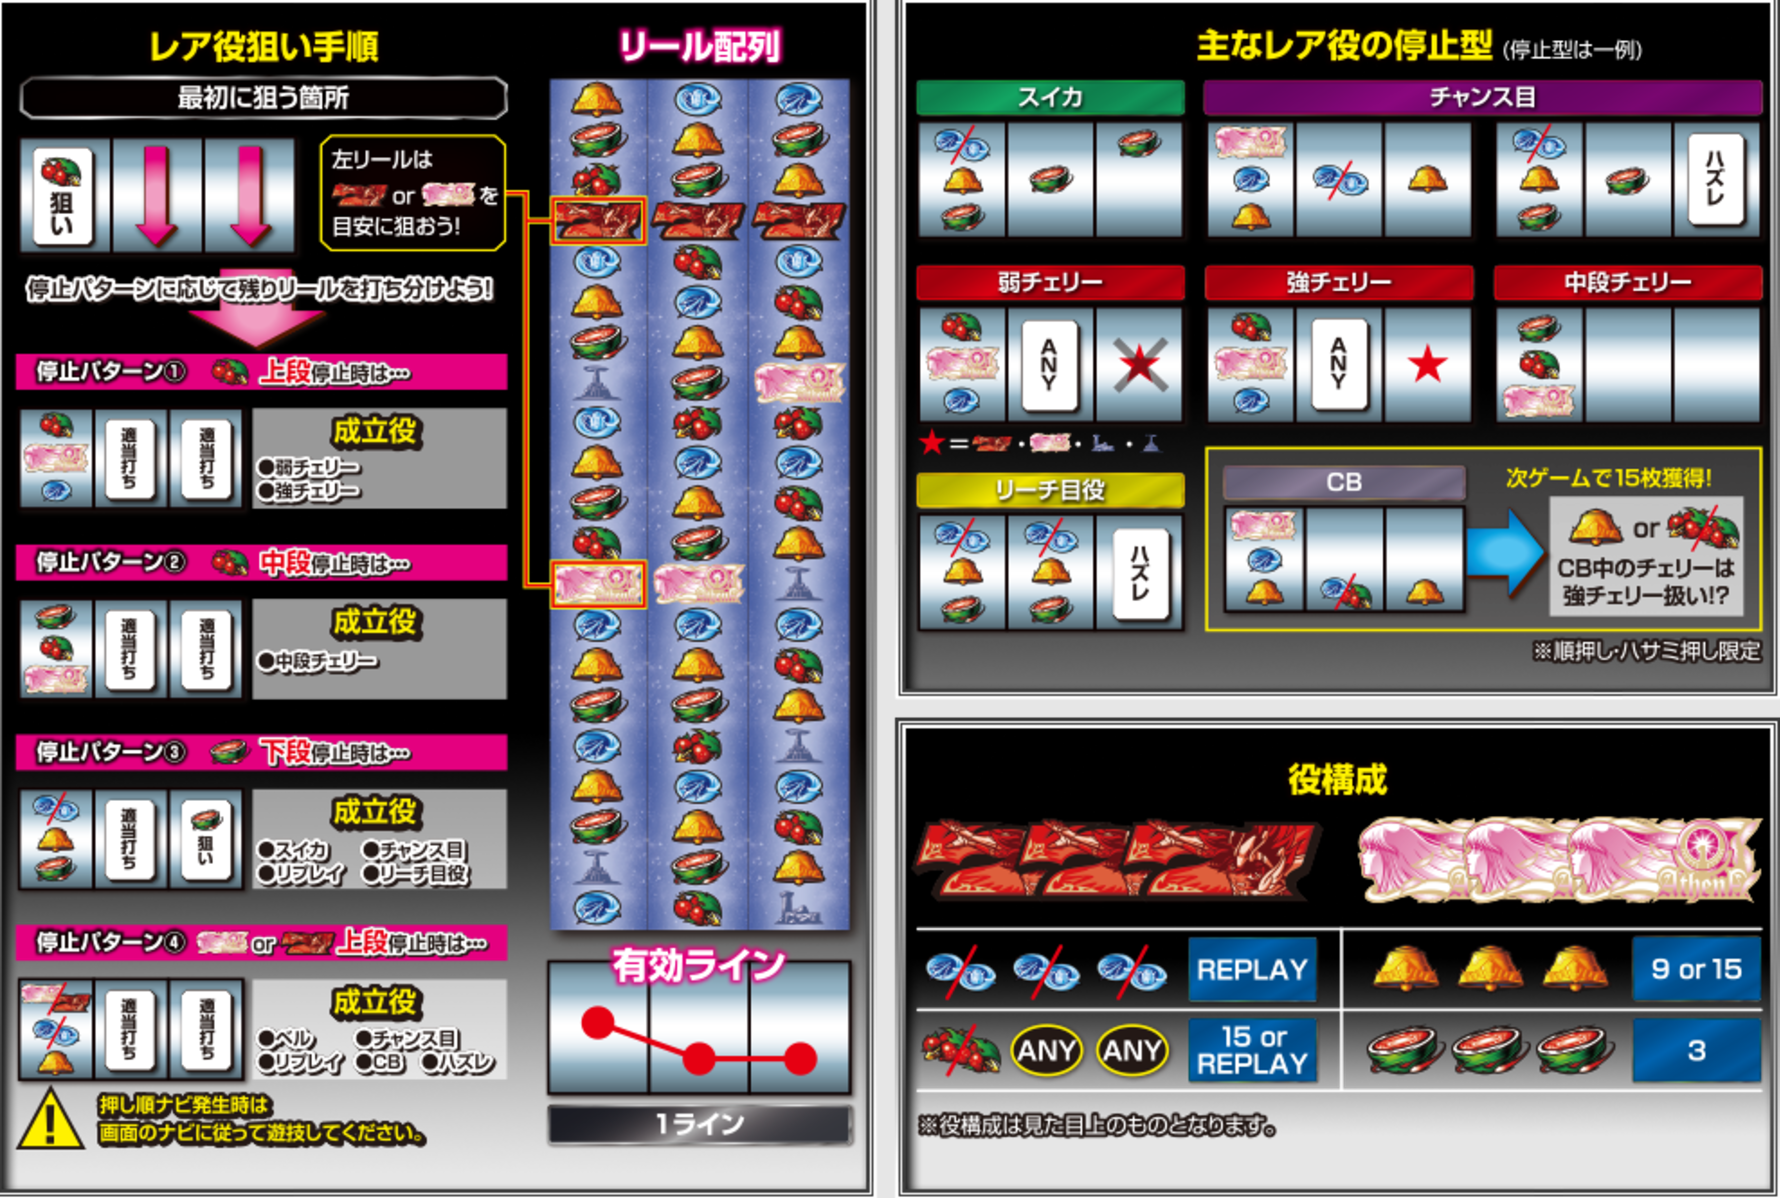 レア役狙い手順
最初に狙う箇所
狙い
左リールは
or を
目安に狙おう!
停止パターンに応じて残りリールを打ち分けよう!
停止パターン① 上段停止時は…
適当打ち
適当打ち
成立役
●弱チェリー
●強チェリー
停止パターン② 中段停止時は…
適当打ち
適当打ち
成立役
●中段チェリー
停止パターン③ 下段停止時は…
適当打ち
狙い
成立役
●スイカ ●チャンス目
●リプレイ ●リーチ目役
停止パターン④ or 上段停止時は…
適当打ち
適当打ち
成立役
●ベル ●チャンス目
●リプレイ ●CB ●ハズレ
押し順ナビ発生時は
画面のナビに従って遊技してください。
リール配列
有効ライン
1ライン
主なレア役の停止型 (停止型は一例)
スイカ
チャンス目
ハズレ
弱チェリー
ANY
強チェリー
ANY
中段チェリー
★= ・ ・ ・
リーチ目役
ハズレ
CB
次ゲームで15枚獲得!
or
CB中のチェリーは
強チェリー扱い!?
※順押し・ハサミ押し限定
役構成
Athena
REPLAY
9 or 15
ANY ANY
15 or
REPLAY
3
※役構成は見た目上のものとなります。